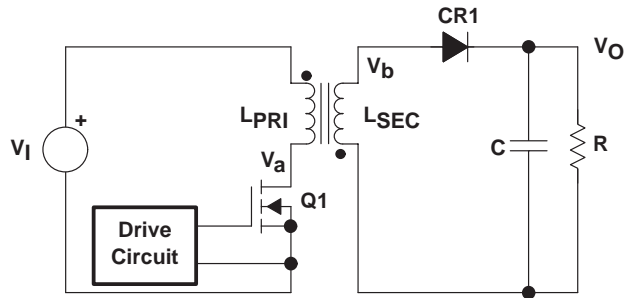 CR1
V_O
V_b
L_PRI
L_SEC
V_I
+
V_a
C
R
Q1
Drive
Circuit